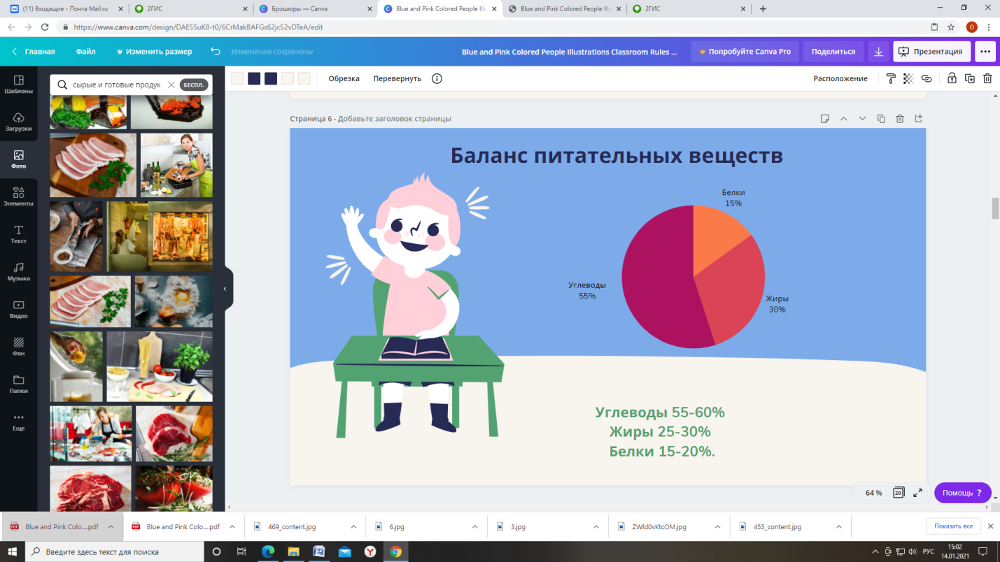 (11) Входящие - Почта Mail.ru
2ГИС
Брошюры — Canva
Blue and Pink Colored People Illu
Blue and Pink Colored People Illu
2ГИС
https://www.canva.com/design/DAES5uK8-t0/6CrMakBAFGs62jc52vDTeA/edit
O
Главная
Файл
Изменить размер
Изменения сохранены
Blue and Pink Colored People Illustrations Classroom Rules ...
Попробуйте Canva Pro
Поделиться
Презентация
Шаблоны
Загрузки
Фото
Элементы
Текст
Музыка
Видео
Фон
Папки
Еще
сырые и готовые продук
БЕСПЛ.
Обрезка
Перевернуть
Расположение
Страница 6 - Добавьте заголовок страницы
Баланс питательных веществ
Белки
15%
Углеводы
55%
Жиры
30%
Углеводы 55-60%
Жиры 25-30%
Белки 15-20%.
64 %
20
Помощь ?
Blue and Pink Colo....pdf
Blue and Pink Colo....pdf
469_content.jpg
6.jpg
3.jpg
ZWld0vKtcOM.jpg
455_content.jpg
Показать все
Введите здесь текст для поиска
РУС
15:02
14.01.2021